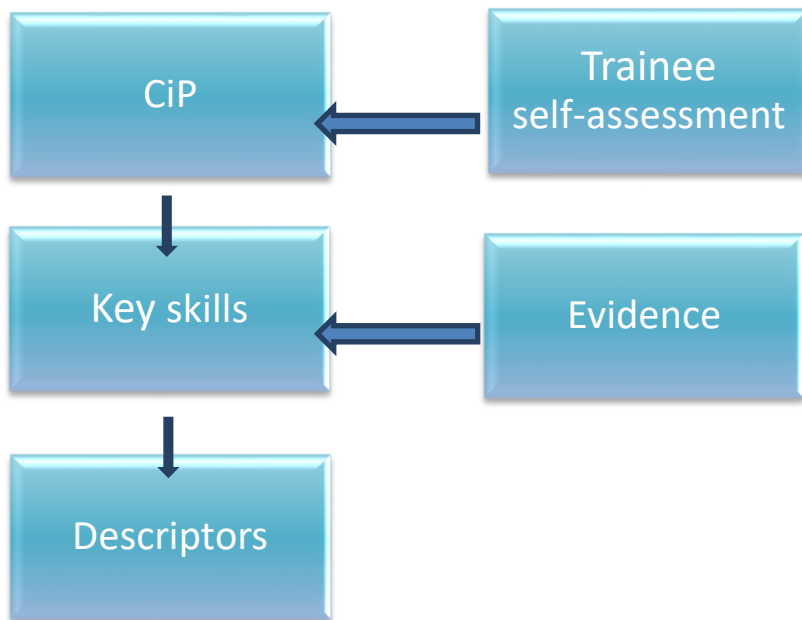 CiP
Trainee
self-assessment
Key skills
Evidence
Descriptors